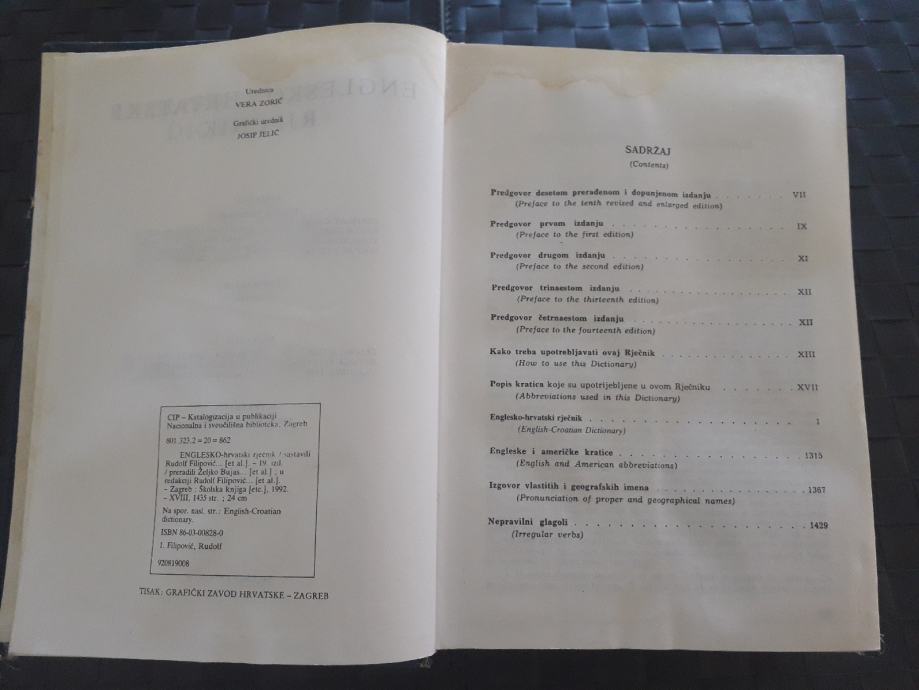 Urednica
VERA ZORIĆ
Grafički urednik
JOSIP JELIĆ
CIP – Katalogizacija u publikaciji
Nacionalna i sveučilišna biblioteka, Zagreb
801.323.2 = 20 = 862
ENGLESKO-hrvatski rječnik / sastavili
Rudolf Filipović... [et al.]. – 19. izd.
/ preradili Željko Bujas... [et al.] ; u
redakciji Rudolf Filipović... [et al.].
– Zagreb : Školska knjiga [etc.], 1992.
– XVIII, 1435 str. ; 24 cm
Na spor. nasl. str. : English-Croatian
dictionary.
ISBN 86-03-00828-0
1. Filipović, Rudolf
920819008
TISAK: GRAFIČKI ZAVOD HRVATSKE – ZAGREB
SADRŽAJ
(Contents)
Predgovor desetom prerađenom i dopunjenom izdanju . . . . . . . . VII
(Preface to the tenth revised and enlarged edition)
Predgovor prvom izdanju . . . . . . . . . . . . . . . . . . IX
(Preface to the first edition)
Predgovor drugom izdanju . . . . . . . . . . . . . . . . . . XI
(Preface to the second edition)
Predgovor trinaestom izdanju . . . . . . . . . . . . . . . . XII
(Preface to the thirteenth edition)
Predgovor četrnaestom izdanju . . . . . . . . . . . . . . . . XII
(Preface to the fourteenth edition)
Kako treba upotrebljavati ovaj Rječnik . . . . . . . . . . . . . XIII
(How to use this Dictionary)
Popis kratica koje su upotrijebljene u ovom Rječniku . . . . . . . . XVII
(Abbreviations used in this Dictionary)
Englesko-hrvatski rječnik . . . . . . . . . . . . . . . . . . 1
(English-Croatian Dictionary)
Engleske i američke kratice . . . . . . . . . . . . . . . . . 1315
(English and American abbreviations)
Izgovor vlastitih i geografskih imena . . . . . . . . . . . . . . 1367
(Pronunciation of proper and geographical names)
Nepravilni glagoli . . . . . . . . . . . . . . . . . . . . . 1429
(Irregular verbs)